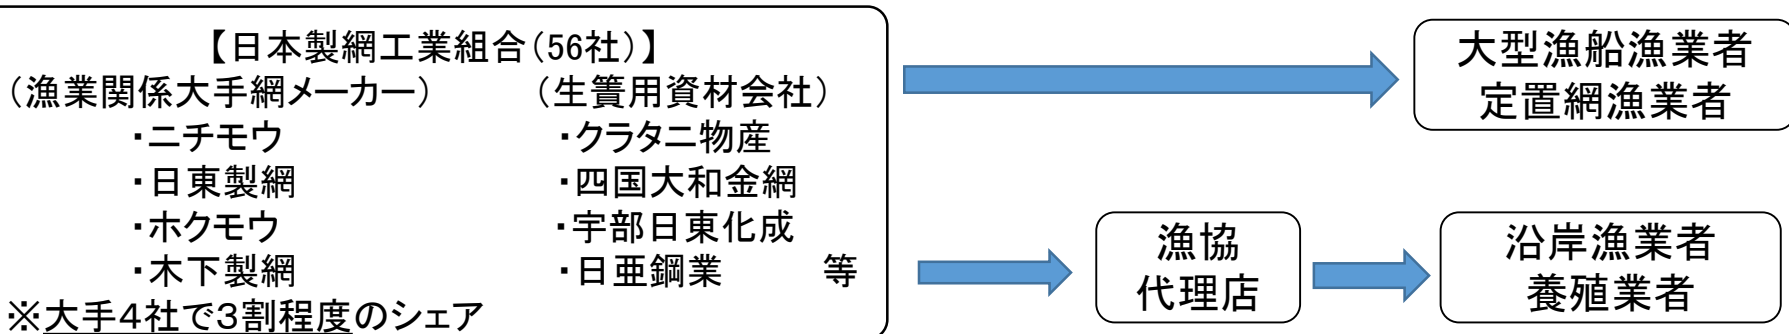 【日本製網工業組合(56社)】
(漁業関係大手網メーカー) (生簀用資材会社)
・ニチモウ ・クラタニ物産
・日東製網 ・四国大和金網
・ホクモウ ・宇部日東化成
・木下製網 ・日亜鋼業 等
※大手4社で3割程度のシェア
大型漁船漁業者
定置網漁業者
漁協
代理店
沿岸漁業者
養殖業者